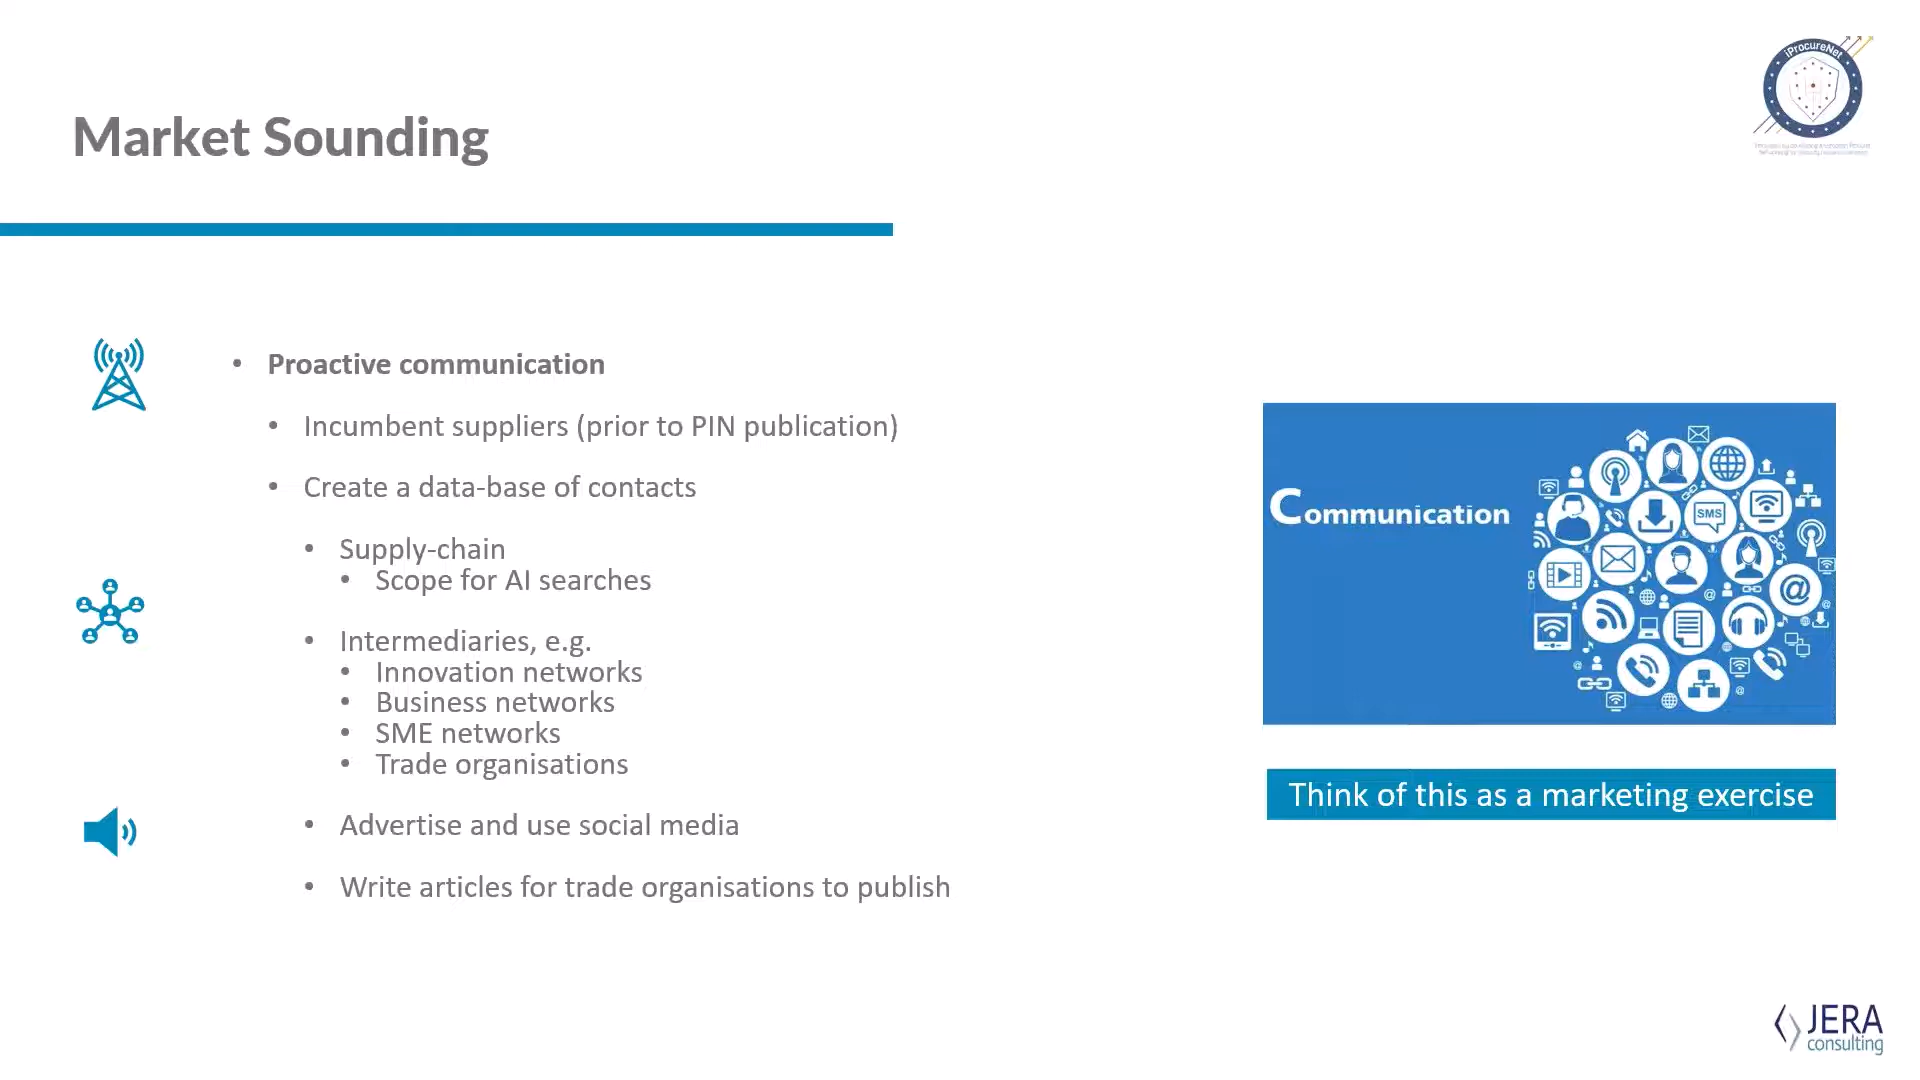 iProcureNet
Market Sounding
• Proactive communication
• Incumbent suppliers (prior to PIN publication)
• Create a data-base of contacts
• Supply-chain
• Scope for AI searches
• Intermediaries, e.g.
• Innovation networks
• Business networks
• SME networks
• Trade organisations
• Advertise and use social media
• Write articles for trade organisations to publish
Communication
SMS
Think of this as a marketing exercise
JERA
consulting